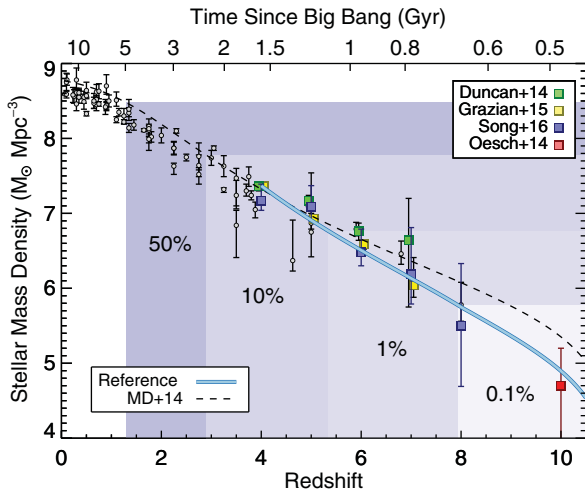 Time Since Big Bang (Gyr)
10 5 3 2 1.5 1 0.8 0.6 0.5
Stellar Mass Density (M☉ Mpc⁻³)
9
8
7
6
5
4
Duncan+14
Grazian+15
Song+16
Oesch+14
50%
10%
1%
0.1%
Reference
MD+14
0 2 4 6 8 10
Redshift